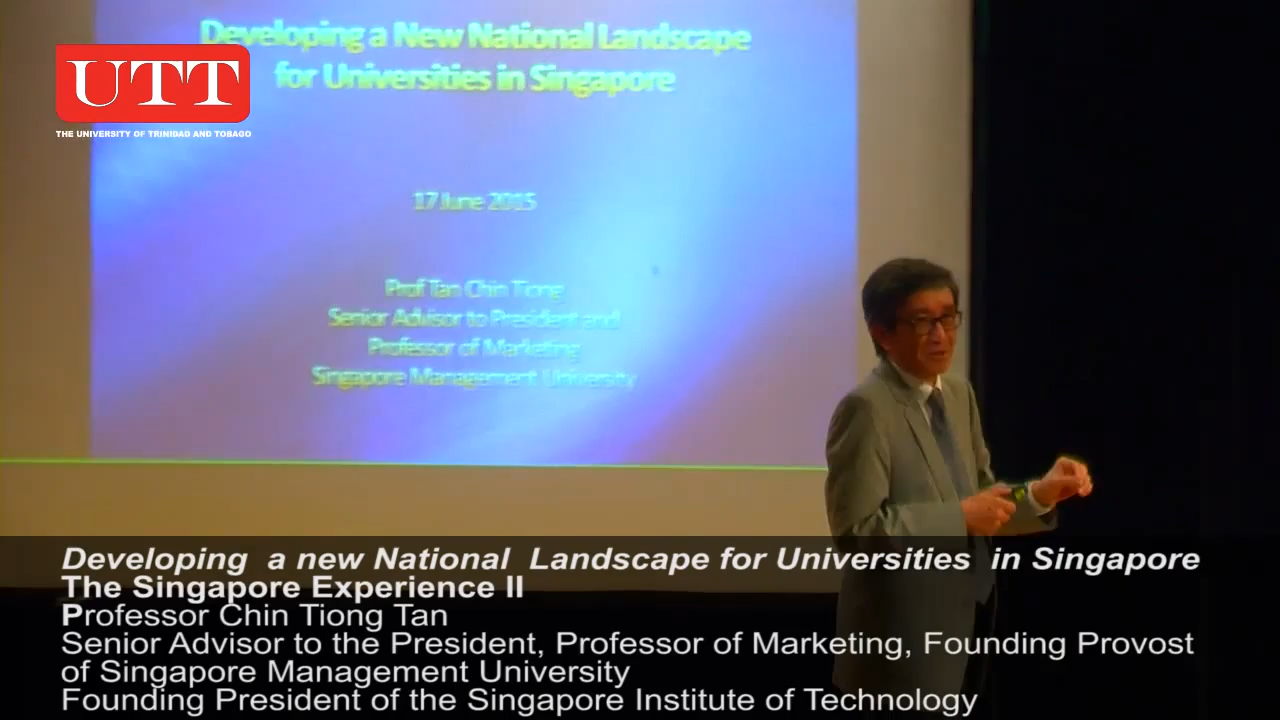 Developing a New National Landscape
for Universities in Singapore
UTT
THE UNIVERSITY OF TRINIDAD AND TOBAGO
17 June 2015
Prof Tan Chin Tiong
Senior Advisor to President and
Professor of Marketing
Singapore Management University
Developing a new National Landscape for Universities in Singapore
The Singapore Experience II
Professor Chin Tiong Tan
Senior Advisor to the President, Professor of Marketing, Founding Provost
of Singapore Management University
Founding President of the Singapore Institute of Technology